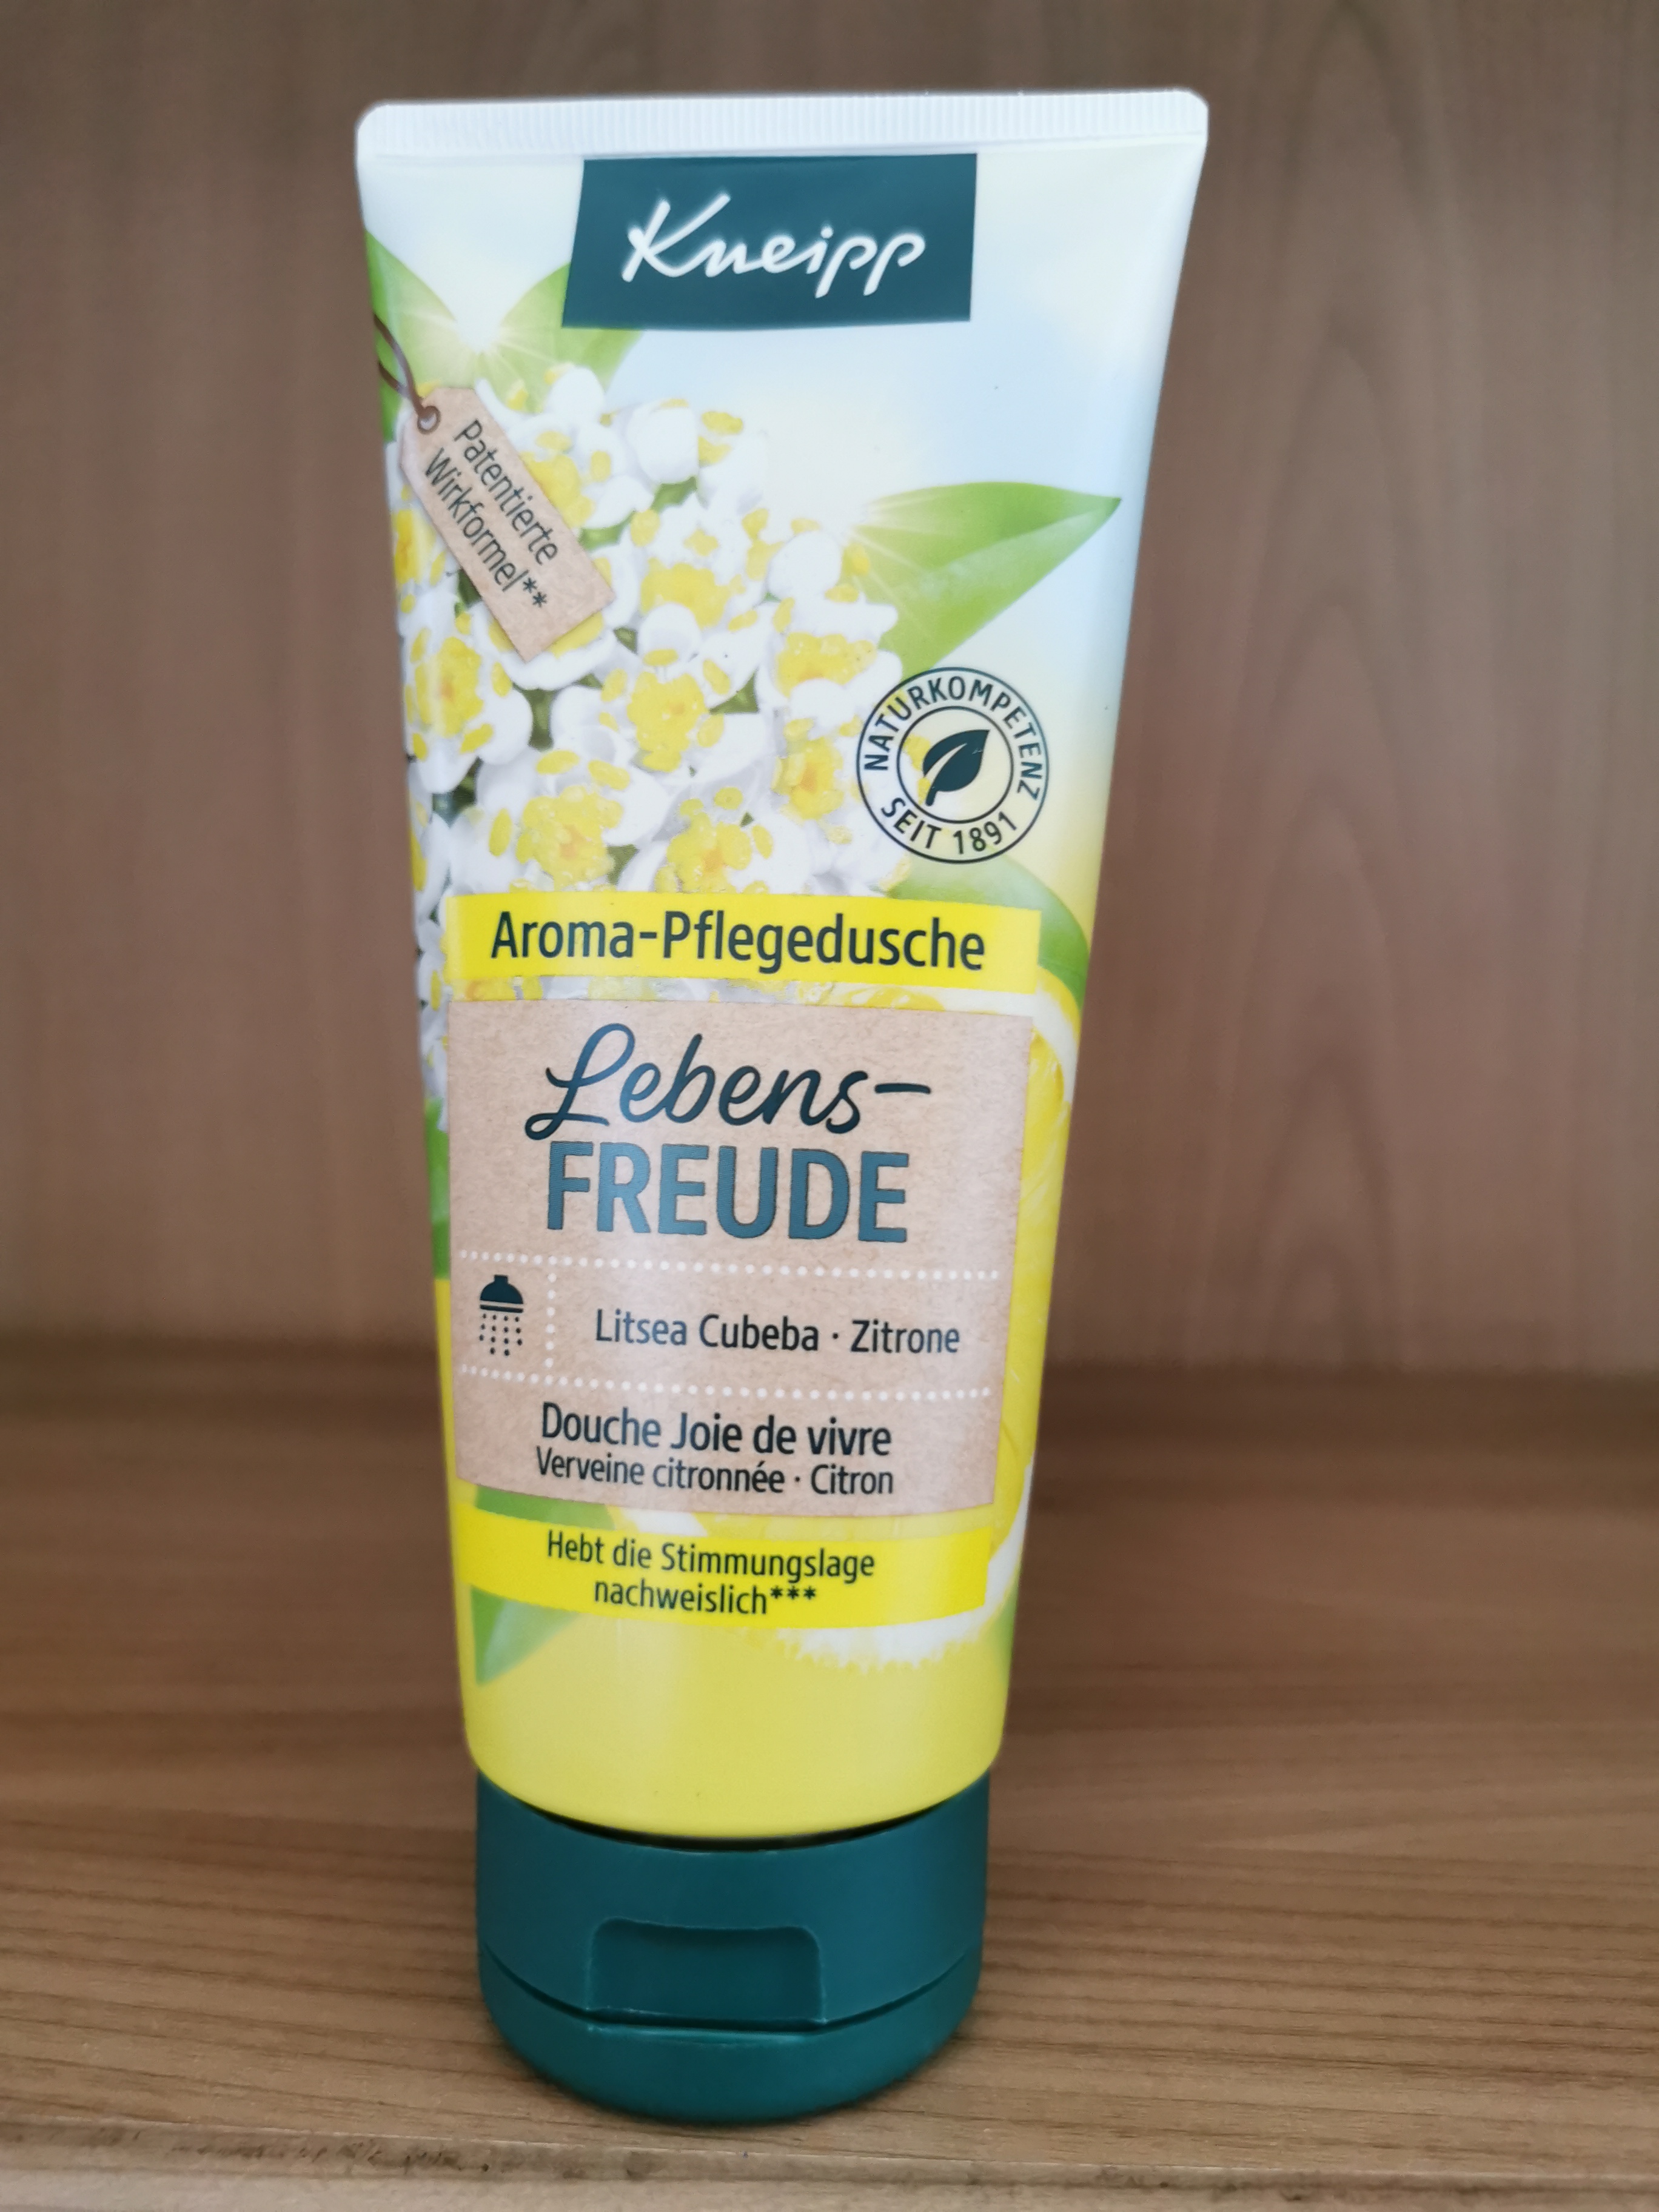 Kneipp
Patentierte
Wirkformel**
NATURKOMPETENZ
SEIT 1891
Aroma-Pflegedusche
Lebens-
FREUDE
Litsea Cubeba · Zitrone
Douche Joie de vivre
Verveine citronnée · Citron
Hebt die Stimmungslage
nachweislich***